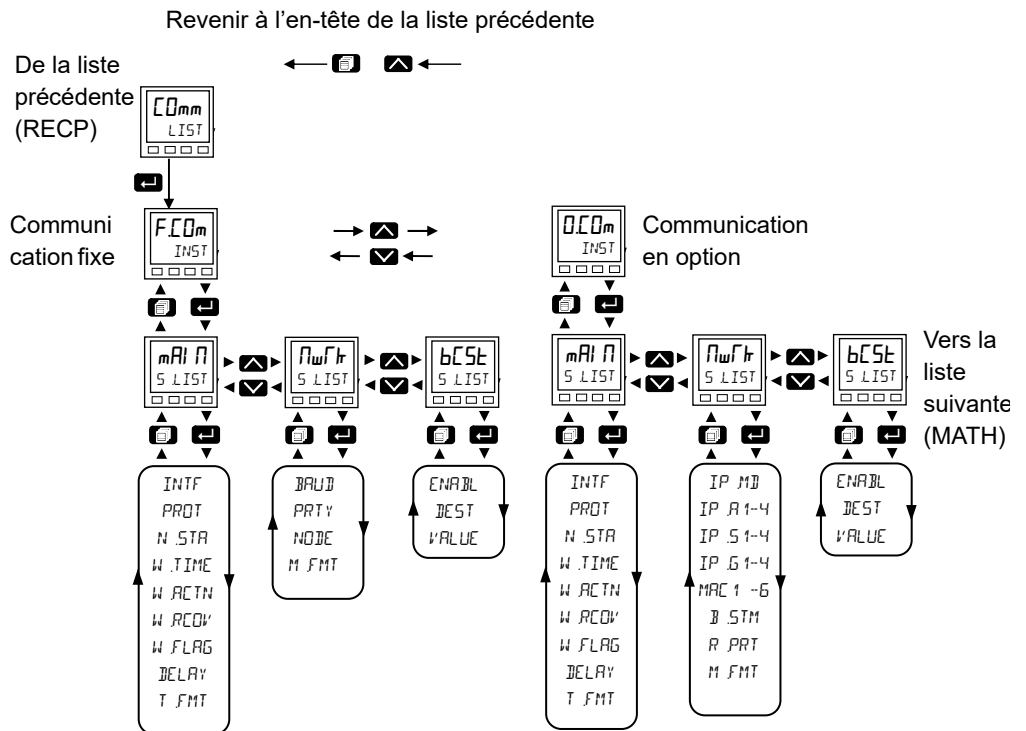 Revenir à l'en-tête de la liste précédente
De la liste
précédente
(RECP)
COmm
LIST
Communi
cation fixe
F.COm
INST
O.COm
INST
Communication
en option
mAIN
S.LIST
NwrK
S.LIST
bCSt
S.LIST
mAIN
S.LIST
NwrK
S.LIST
bCSt
S.LIST
Vers la
liste
suivante
(MATH)
INTF
PROT
N.STA
W.TIME
W.ACTN
W.RCOV
W.FLAG
DELAY
T.FMT
BAUD
PRTY
NODE
M.FMT
ENABL
DEST
VALUE
INTF
PROT
N.STA
W.TIME
W.ACTN
W.RCOV
W.FLAG
DELAY
T.FMT
IP.MD
IP.A1--4
IP.S1--4
IP.G1--4
MAC1 --6
B.STM
R.PRT
M.FMT
ENABL
DEST
VALUE